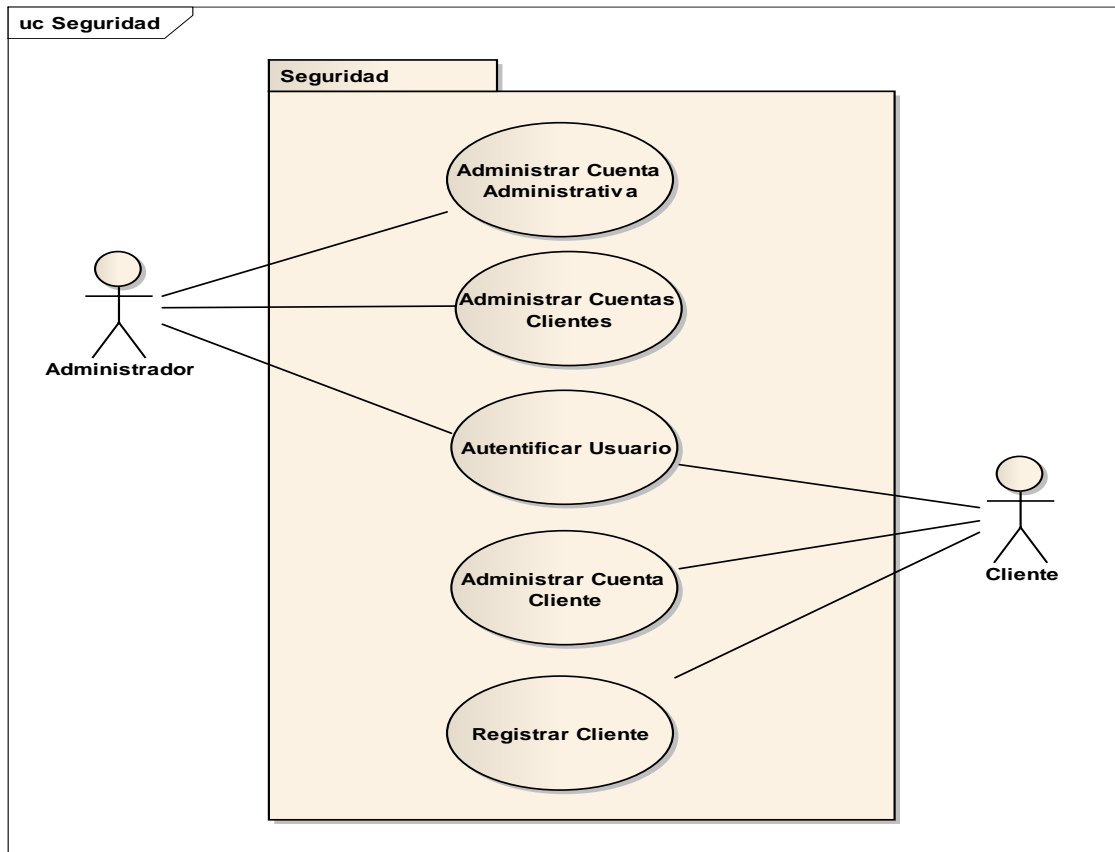 uc Seguridad
Seguridad
Administrar Cuenta
Administrativa
Administrar Cuentas
Clientes
Administrador
Autentificar Usuario
Administrar Cuenta
Cliente
Cliente
Registrar Cliente